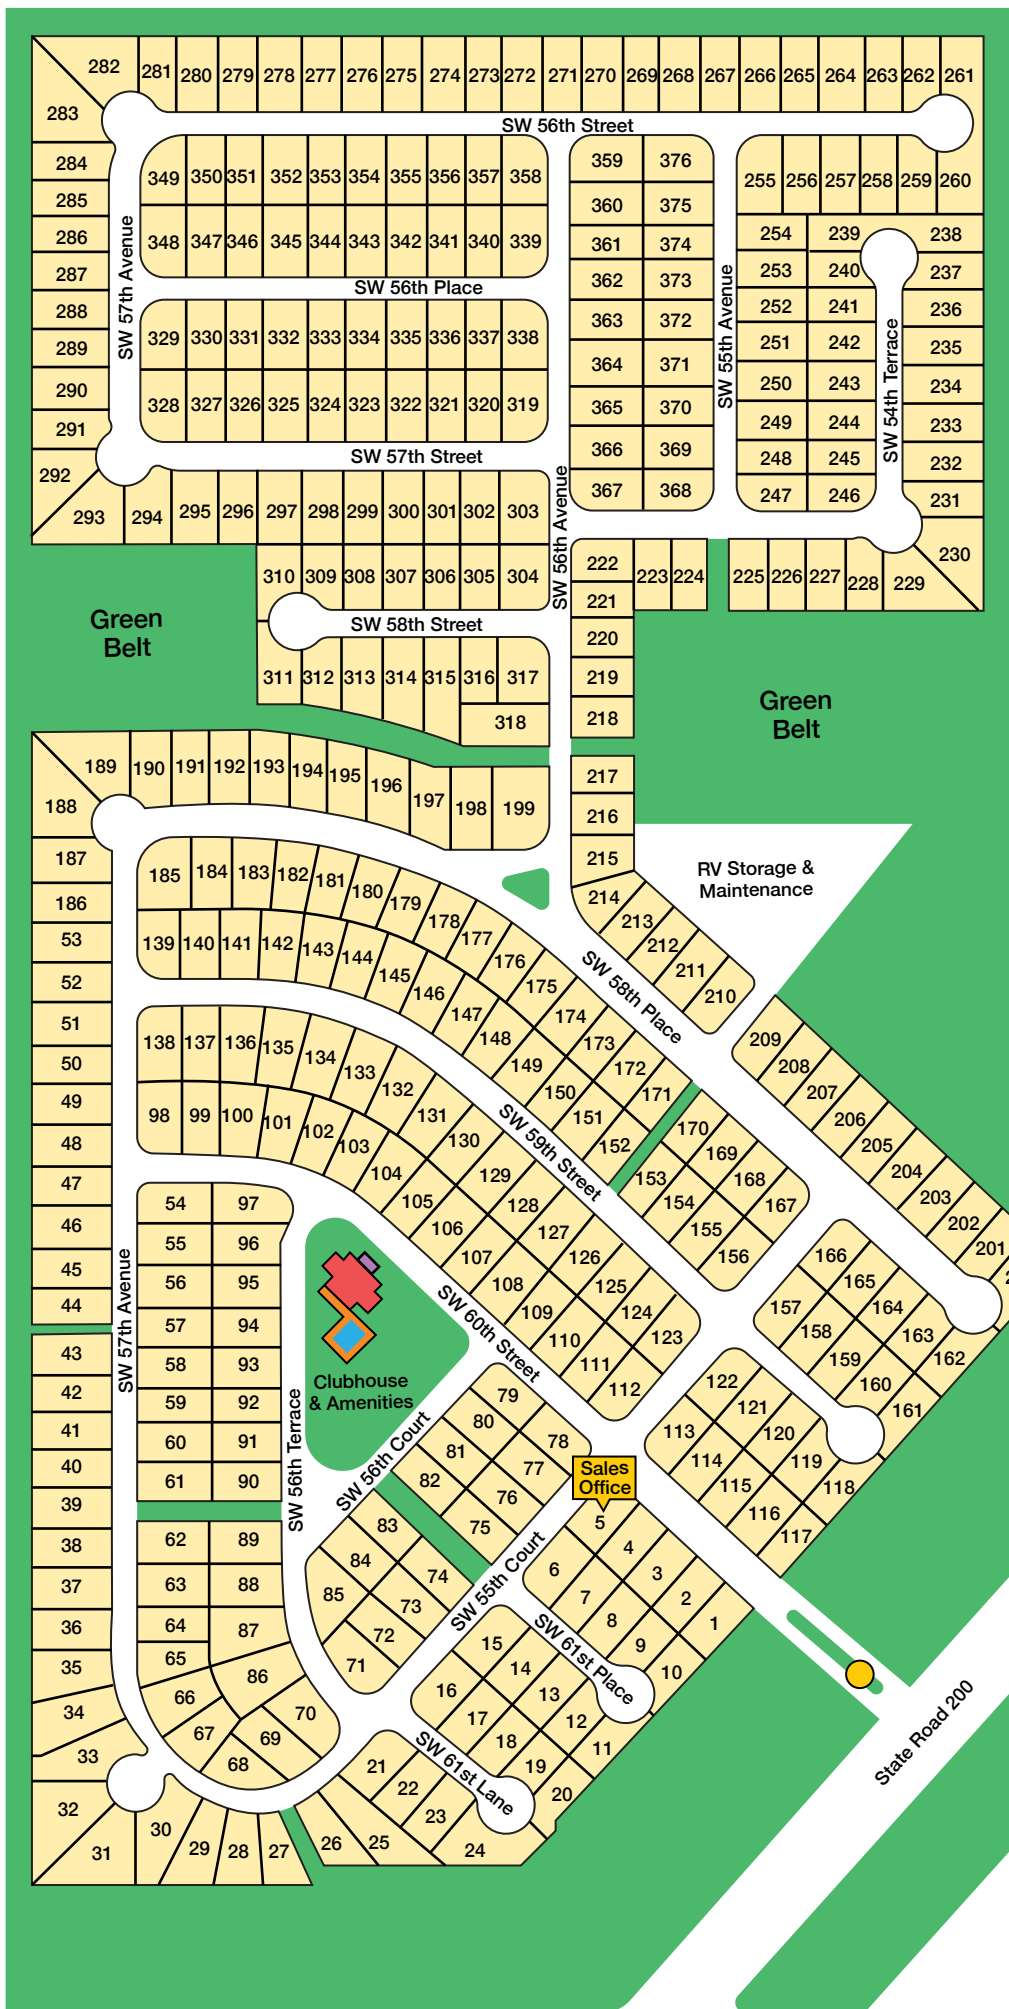 282 281 280 279 278 277 276 275 274 273 272 271 270 269 268 267 266 265 264 263 262 261
283
SW 56th Street
284
285
286
287
288
289
290
291
292
293 294 295 296 297 298 299 300 301 302 303
SW 57th Avenue
349 350 351 352 353 354 355 356 357 358
348 347 346 345 344 343 342 341 340 339
SW 56th Place
329 330 331 332 333 334 335 336 337 338
328 327 326 325 324 323 322 321 320 319
SW 57th Street
359 376
360 375
361 374
362 373
363 372
364 371
365 370
366 369
367 368
SW 55th Avenue
255 256 257 258 259 260
254 239
253 240
252 241
251 242
250 243
249 244
248 245
247 246
SW 54th Terrace
238
237
236
235
234
233
232
231
230
SW 56th Avenue
310 309 308 307 306 305 304
SW 58th Street
311 312 313 314 315 316 317
318
222 223 224 225 226 227 228 229
221
220
219
218
217
216
215
214
213
212
211
210
Green
Belt
Green
Belt
RV Storage &
Maintenance
188 189 190 191 192 193 194 195 196 197 198 199
187
186
53
52
51
50
49
48
47
46
45
44
43
42
41
40
39
38
37
36
35
34
33
32
31
30
29
28
27
26
25
24
185 184 183 182 181 180 179 178 177 176 175 174 173 172 171
139 140 141 142 143 144 145 146 147 148 149 150 151 152
SW 58th Place
209 208 207 206 205 204 203 202 201
170 169 168 167
153 154 155 156
166 165 164 163 162
157 158 159 160 161
SW 59th Street
138 137 136 135 134 133 132 131 130 129 128 127 126 125 124 123
98 99 100 101 102 103 104 105 106 107 108 109 110 111 112
122 121 120 119 118
113 114 115 116 117
SW 60th Street
SW 57th Avenue
54 97
55 96
56 95
57 94
58 93
59 92
60 91
61 90
62 89
63 88
64 87
65
66 86
67
68 69 70
SW 56th Terrace
Clubhouse
& Amenities
SW 56th Court
79
80 78
81 77
82 76
75
83
84 74
85 73
72
71
SW 55th Court
Sales
Office
5
4
3
2
1
6
7
8
9
10
SW 61st Place
15
14
13
12
11
16
17
18
19
20
SW 61st Lane
21
22
23
State Road 200